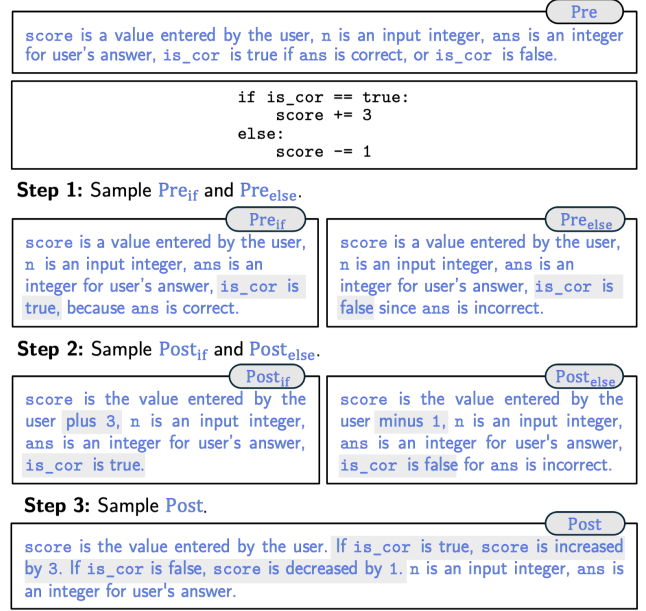 Pre
score is a value entered by the user, n is an input integer, ans is an integer
for user's answer, is_cor is true if ans is correct, or is_cor is false.
if is_cor == true:
    score += 3
else:
    score -= 1
Step 1: Sample Pre_if and Pre_else.
Pre_if
score is a value entered by the user,
n is an input integer, ans is an
integer for user's answer, is_cor is
true, because ans is correct.
Pre_else
score is a value entered by the user,
n is an input integer, ans is an
integer for user's answer, is_cor is
false since ans is incorrect.
Step 2: Sample Post_if and Post_else.
Post_if
score is the value entered by the
user plus 3, n is an input integer,
ans is an integer for user's answer,
is_cor is true.
Post_else
score is the value entered by the
user minus 1, n is an input integer,
ans is an integer for user's answer,
is_cor is false for ans is incorrect.
Step 3: Sample Post.
Post
score is the value entered by the user. If is_cor is true, score is increased
by 3. If is_cor is false, score is decreased by 1. n is an input integer, ans is
an integer for user's answer.